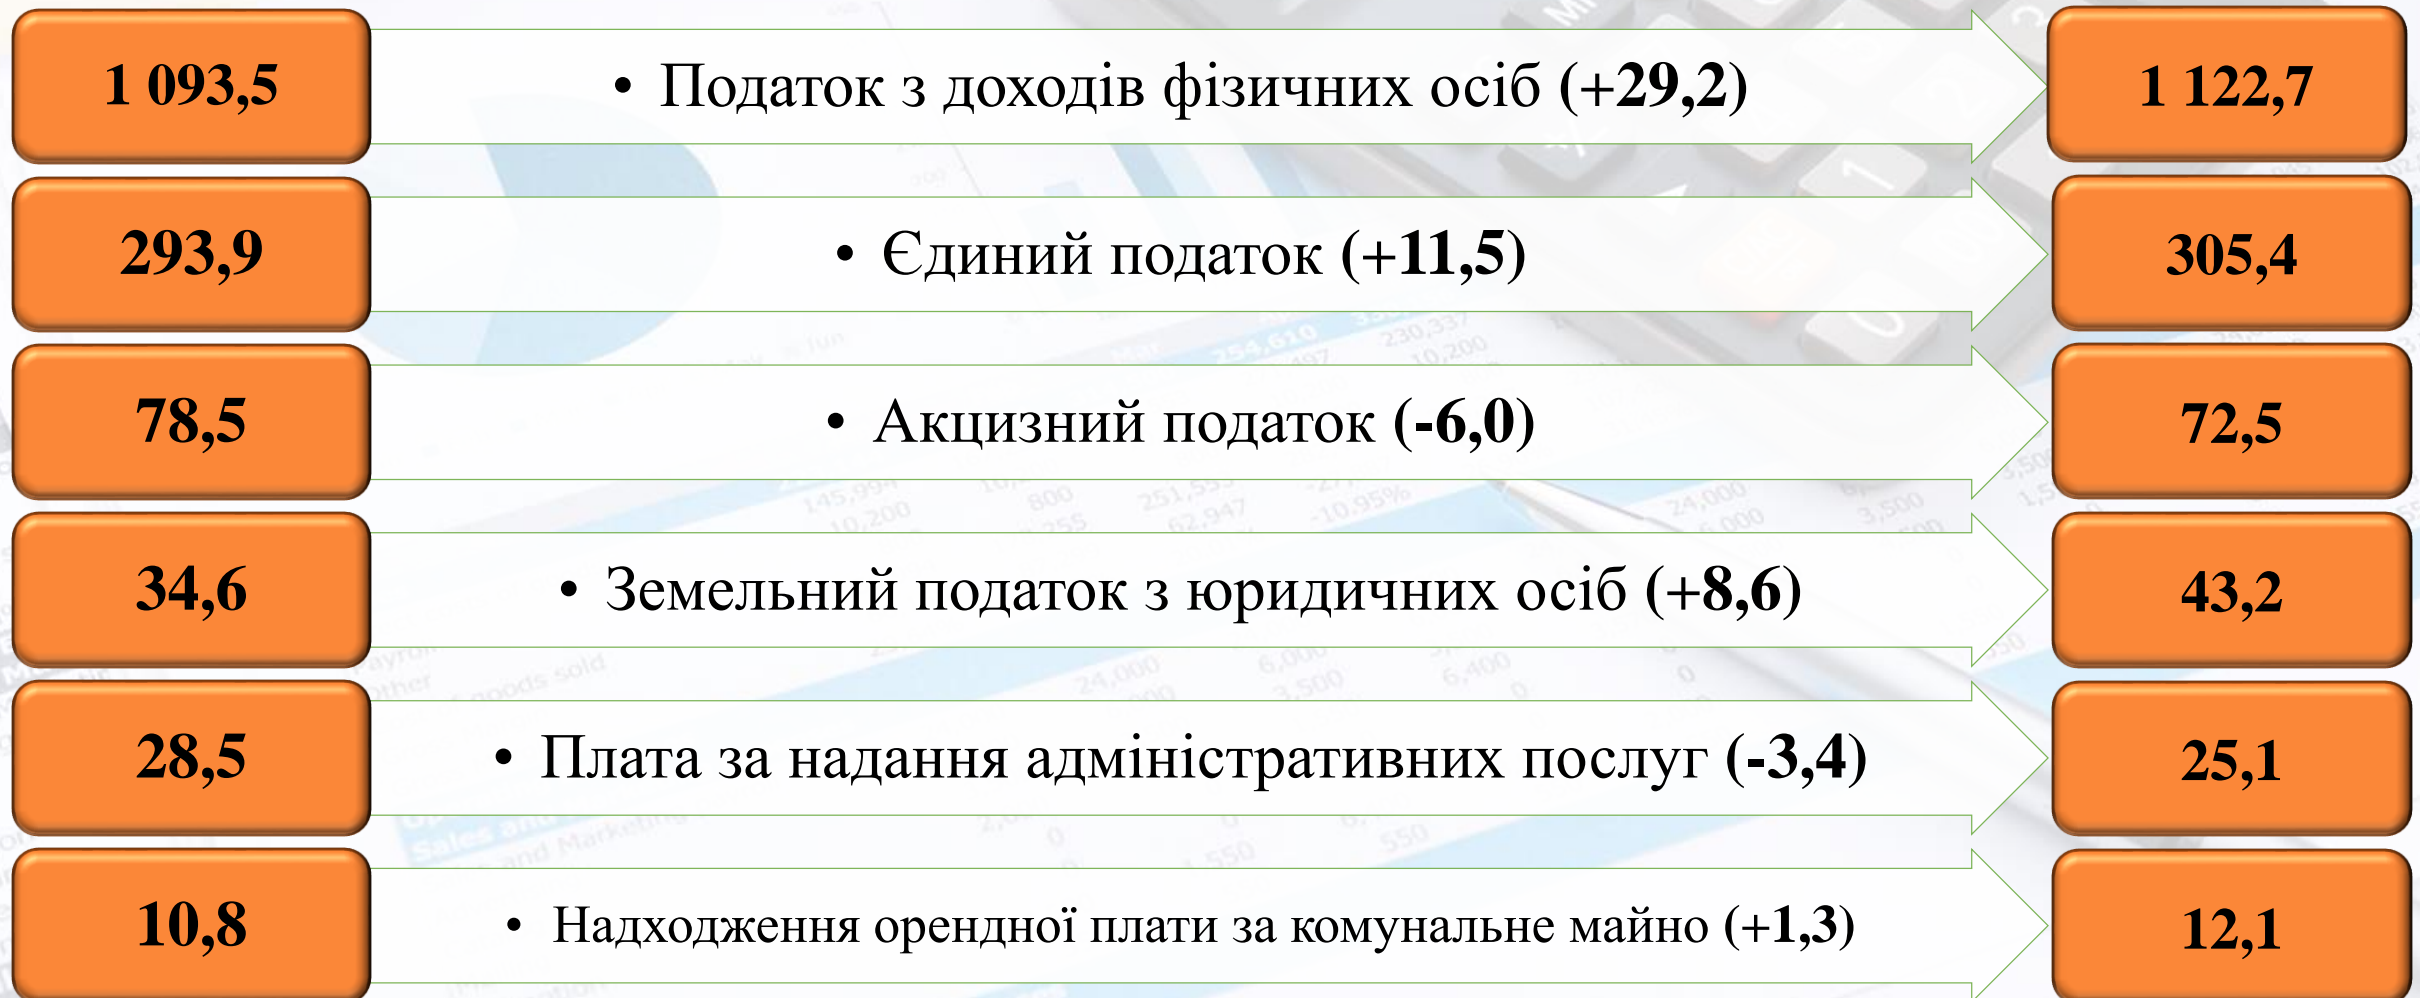 1 093,5 • Податок з доходів фізичних осіб (+29,2) 1 122,7
293,9 • Єдиний податок (+11,5) 305,4
78,5 • Акцизний податок (-6,0) 72,5
34,6 • Земельний податок з юридичних осіб (+8,6) 43,2
28,5 • Плата за надання адміністративних послуг (-3,4) 25,1
10,8 • Надходження орендної плати за комунальне майно (+1,3) 12,1